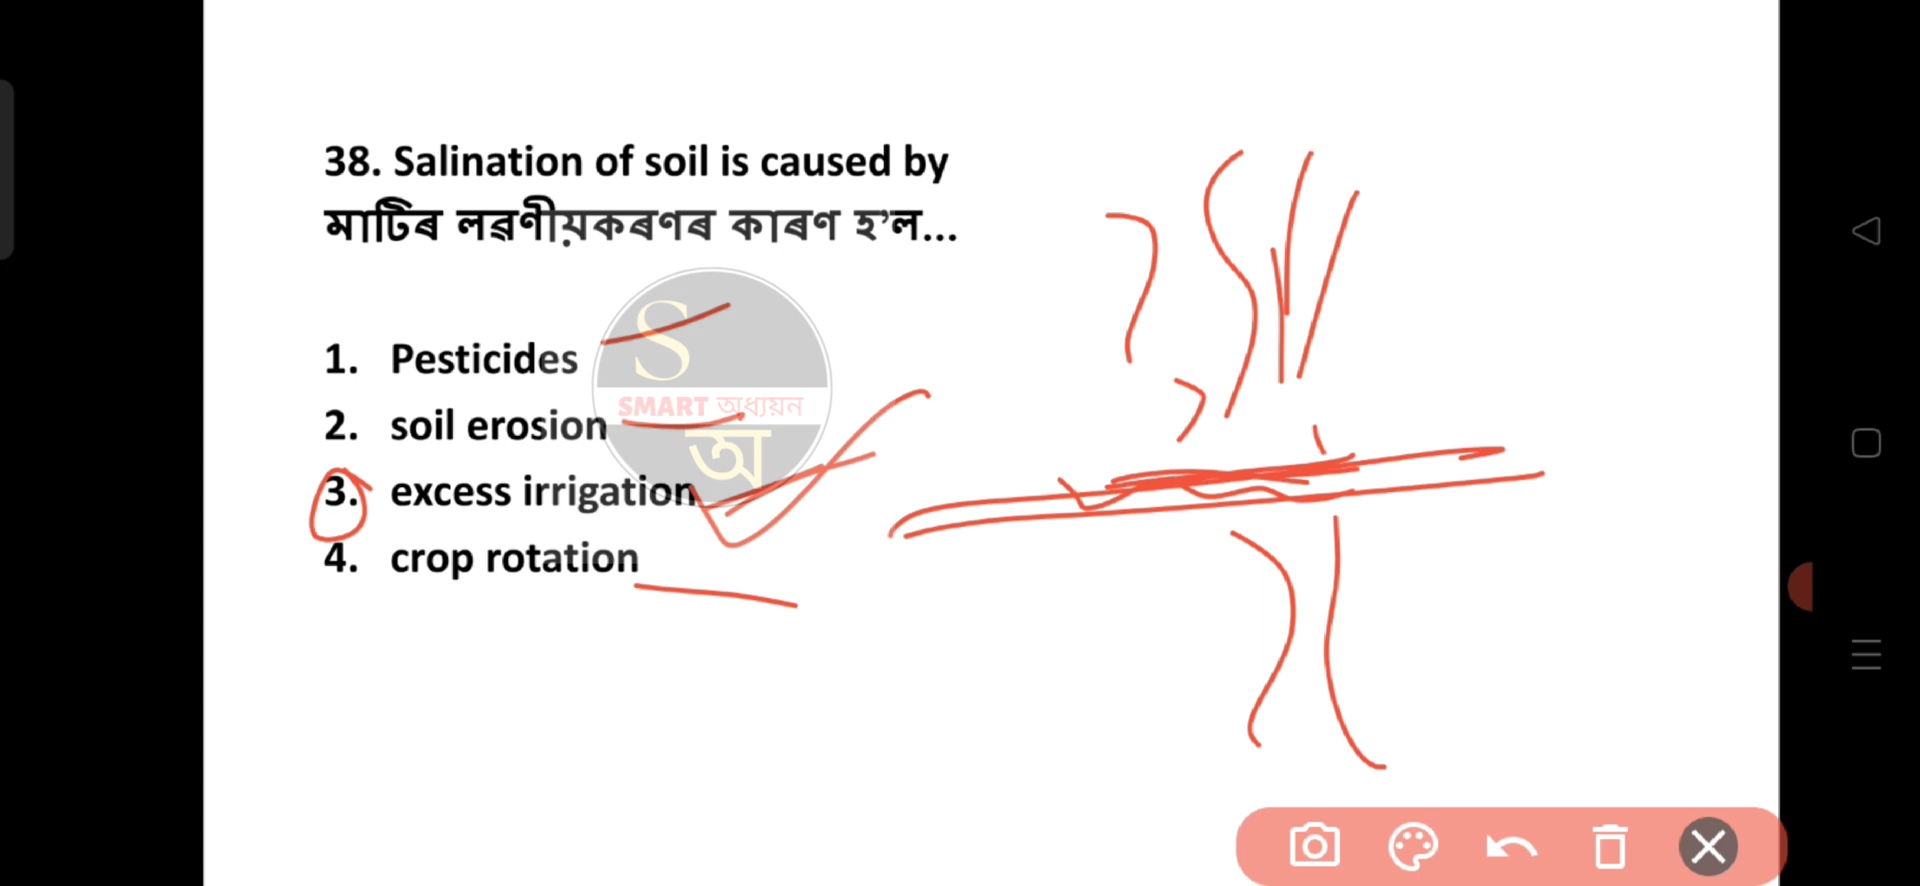 38. Salination of soil is caused by
মাটিৰ লৱণীয়কৰণৰ কাৰণ হ’ল...
1. Pesticides
2. soil erosion
3. excess irrigation
4. crop rotation
S
SMART অধ্যয়ন
অ